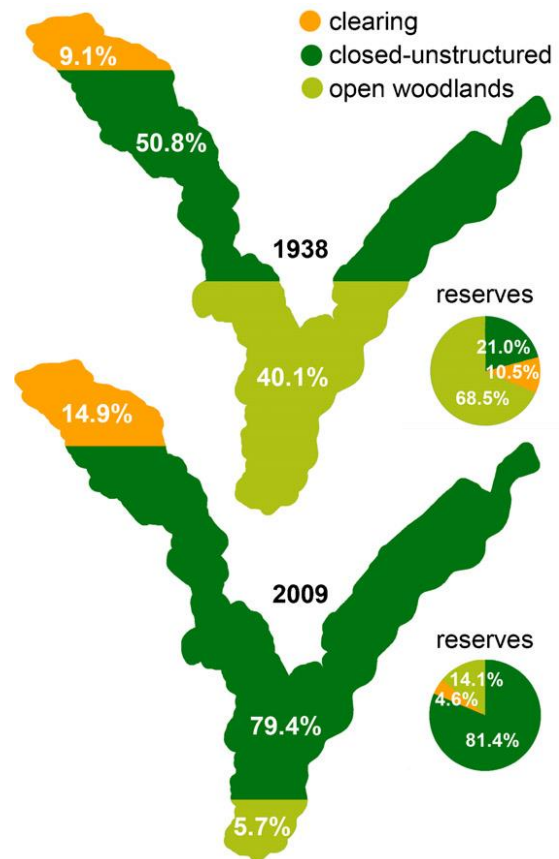 clearing
closed-unstructured
open woodlands
9.1%
50.8%
1938
40.1%
reserves
21.0%
10.5%
68.5%
14.9%
2009
79.4%
5.7%
reserves
14.1%
4.6%
81.4%